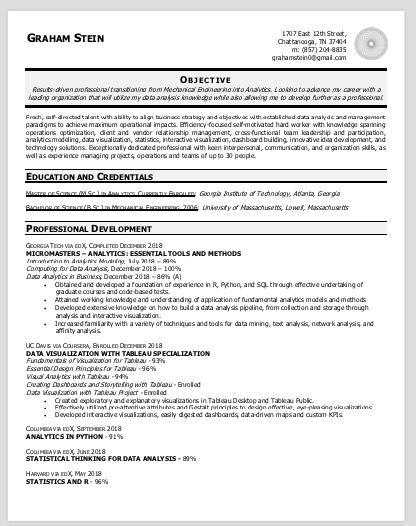 GRAHAM STEIN
1707 East 12th Street,
Chattanooga, TN 37404
m: (857) 204-8835
grahamstein0@gmail.com
OBJECTIVE
Results-driven professional transitioning from Mechanical Engineering into Analytics. Looking to advance my career with a
leading organization that will utilize my data analysis knowledge while also allowing me to develop further as a professional.
Fresh, self-directed talent with ability to align business strategy and objectives with established data analysis and management
paradigms to achieve maximum operational impacts. Efficiency-focused self-motivated hard worker with knowledge spanning
operations optimization, client and vendor relationship management, cross-functional team leadership and participation,
analytics modeling, data visualization, statistics, interactive visualization, dashboard building, innovative idea development, and
technology solutions. Exceptionally dedicated professional with keen interpersonal, communication, and organization skills, as
well as experience managing projects, operations and teams of up to 30 people.
EDUCATION AND CREDENTIALS
MASTER OF SCIENCE (M.SC.) IN ANALYTICS, CURRENTLY ENROLLED; Georgia Institute of Technology, Atlanta, Georgia
BACHELOR OF SCIENCE (B.SC.) IN MECHANICAL ENGINEERING, 2006; University of Massachusetts, Lowell, Massachusetts
PROFESSIONAL DEVELOPMENT
GEORGIA TECH VIA EDX, COMPLETED DECEMBER 2018
MICROMASTERS – ANALYTICS: ESSENTIAL TOOLS AND METHODS
Introduction to Analytics Modeling, July 2018 – 89%
Computing for Data Analysis, December 2018 – 100%
Data Analytics in Business, December 2018 – 86% (A)
• Obtained and developed a foundation of experience in R, Python, and SQL through effective undertaking of
graduate courses and code-based tests.
• Attained working knowledge and understanding of application of fundamental analytics models and methods
• Developed extensive knowledge on how to build a data analysis pipeline, from collection and storage through
analysis and interactive visualization.
• Increased familiarity with a variety of techniques and tools for data mining, text analysis, network analysis, and
affinity analysis.
UC DAVIS VIA COURSERA, ENROLLED DECEMBER 2018
DATA VISUALIZATION WITH TABLEAU SPECIALIZATION
Fundamentals of Visualization for Tableau - 93%
Essential Design Principles for Tableau - 96%
Visual Analytics with Tableau - 94%
Creating Dashboards and Storytelling with Tableau - Enrolled
Data Visualization with Tableau Project - Enrolled
• Created exploratory and explanatory visualizations in Tableau Desktop and Tableau Public.
• Effectively utilized pre-attentive attributes and Gestalt principles to design effective, eye-pleasing visualizations.
• Developed interactive visualizations, easily digested dashboards, data-driven maps and custom KPIs.
COLUMBIA VIA EDX, SEPTEMBER 2018
ANALYTICS IN PYTHON - 91%
COLUMBIA VIA EDX, JUNE 2018
STATISTICAL THINKING FOR DATA ANALYSIS - 89%
HARVARD VIA EDX, MAY 2018
STATISTICS AND R - 96%